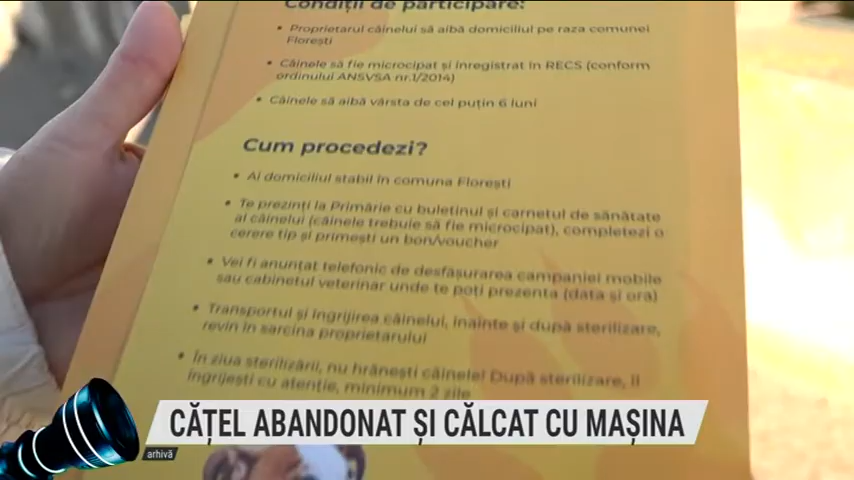 Condiții de participare:
• Proprietarul câinelui să aibă domiciliul pe raza comunei
Florești
• Câinele să fie microcipat și înregistrat în RECS (conform
ordinului ANSVSA nr.1/2014)
• Câinele să aibă vârsta de cel puțin 6 luni
Cum procedezi?
• Ai domiciliul stabil în comuna Florești
• Te prezinți la Primărie cu buletinul și carnetul de sănătate
al câinelui (câinele trebuie să fie microcipat), completezi o
cerere tip și primești un bon/voucher
• Vei fi anunțat telefonic de desfășurarea campaniei mobile
sau cabinetul veterinar unde te poți prezenta (data și ora)
• Transportul și îngrijirea câinelui, înainte și după sterilizare,
revin în sarcina proprietarului
• În ziua sterilizării, nu hrănești câinele! După sterilizare, îl
îngrijești cu atenție, minimum 2 zile
CĂȚEL ABANDONAT ȘI CĂLCAT CU MAȘINA
arhivă